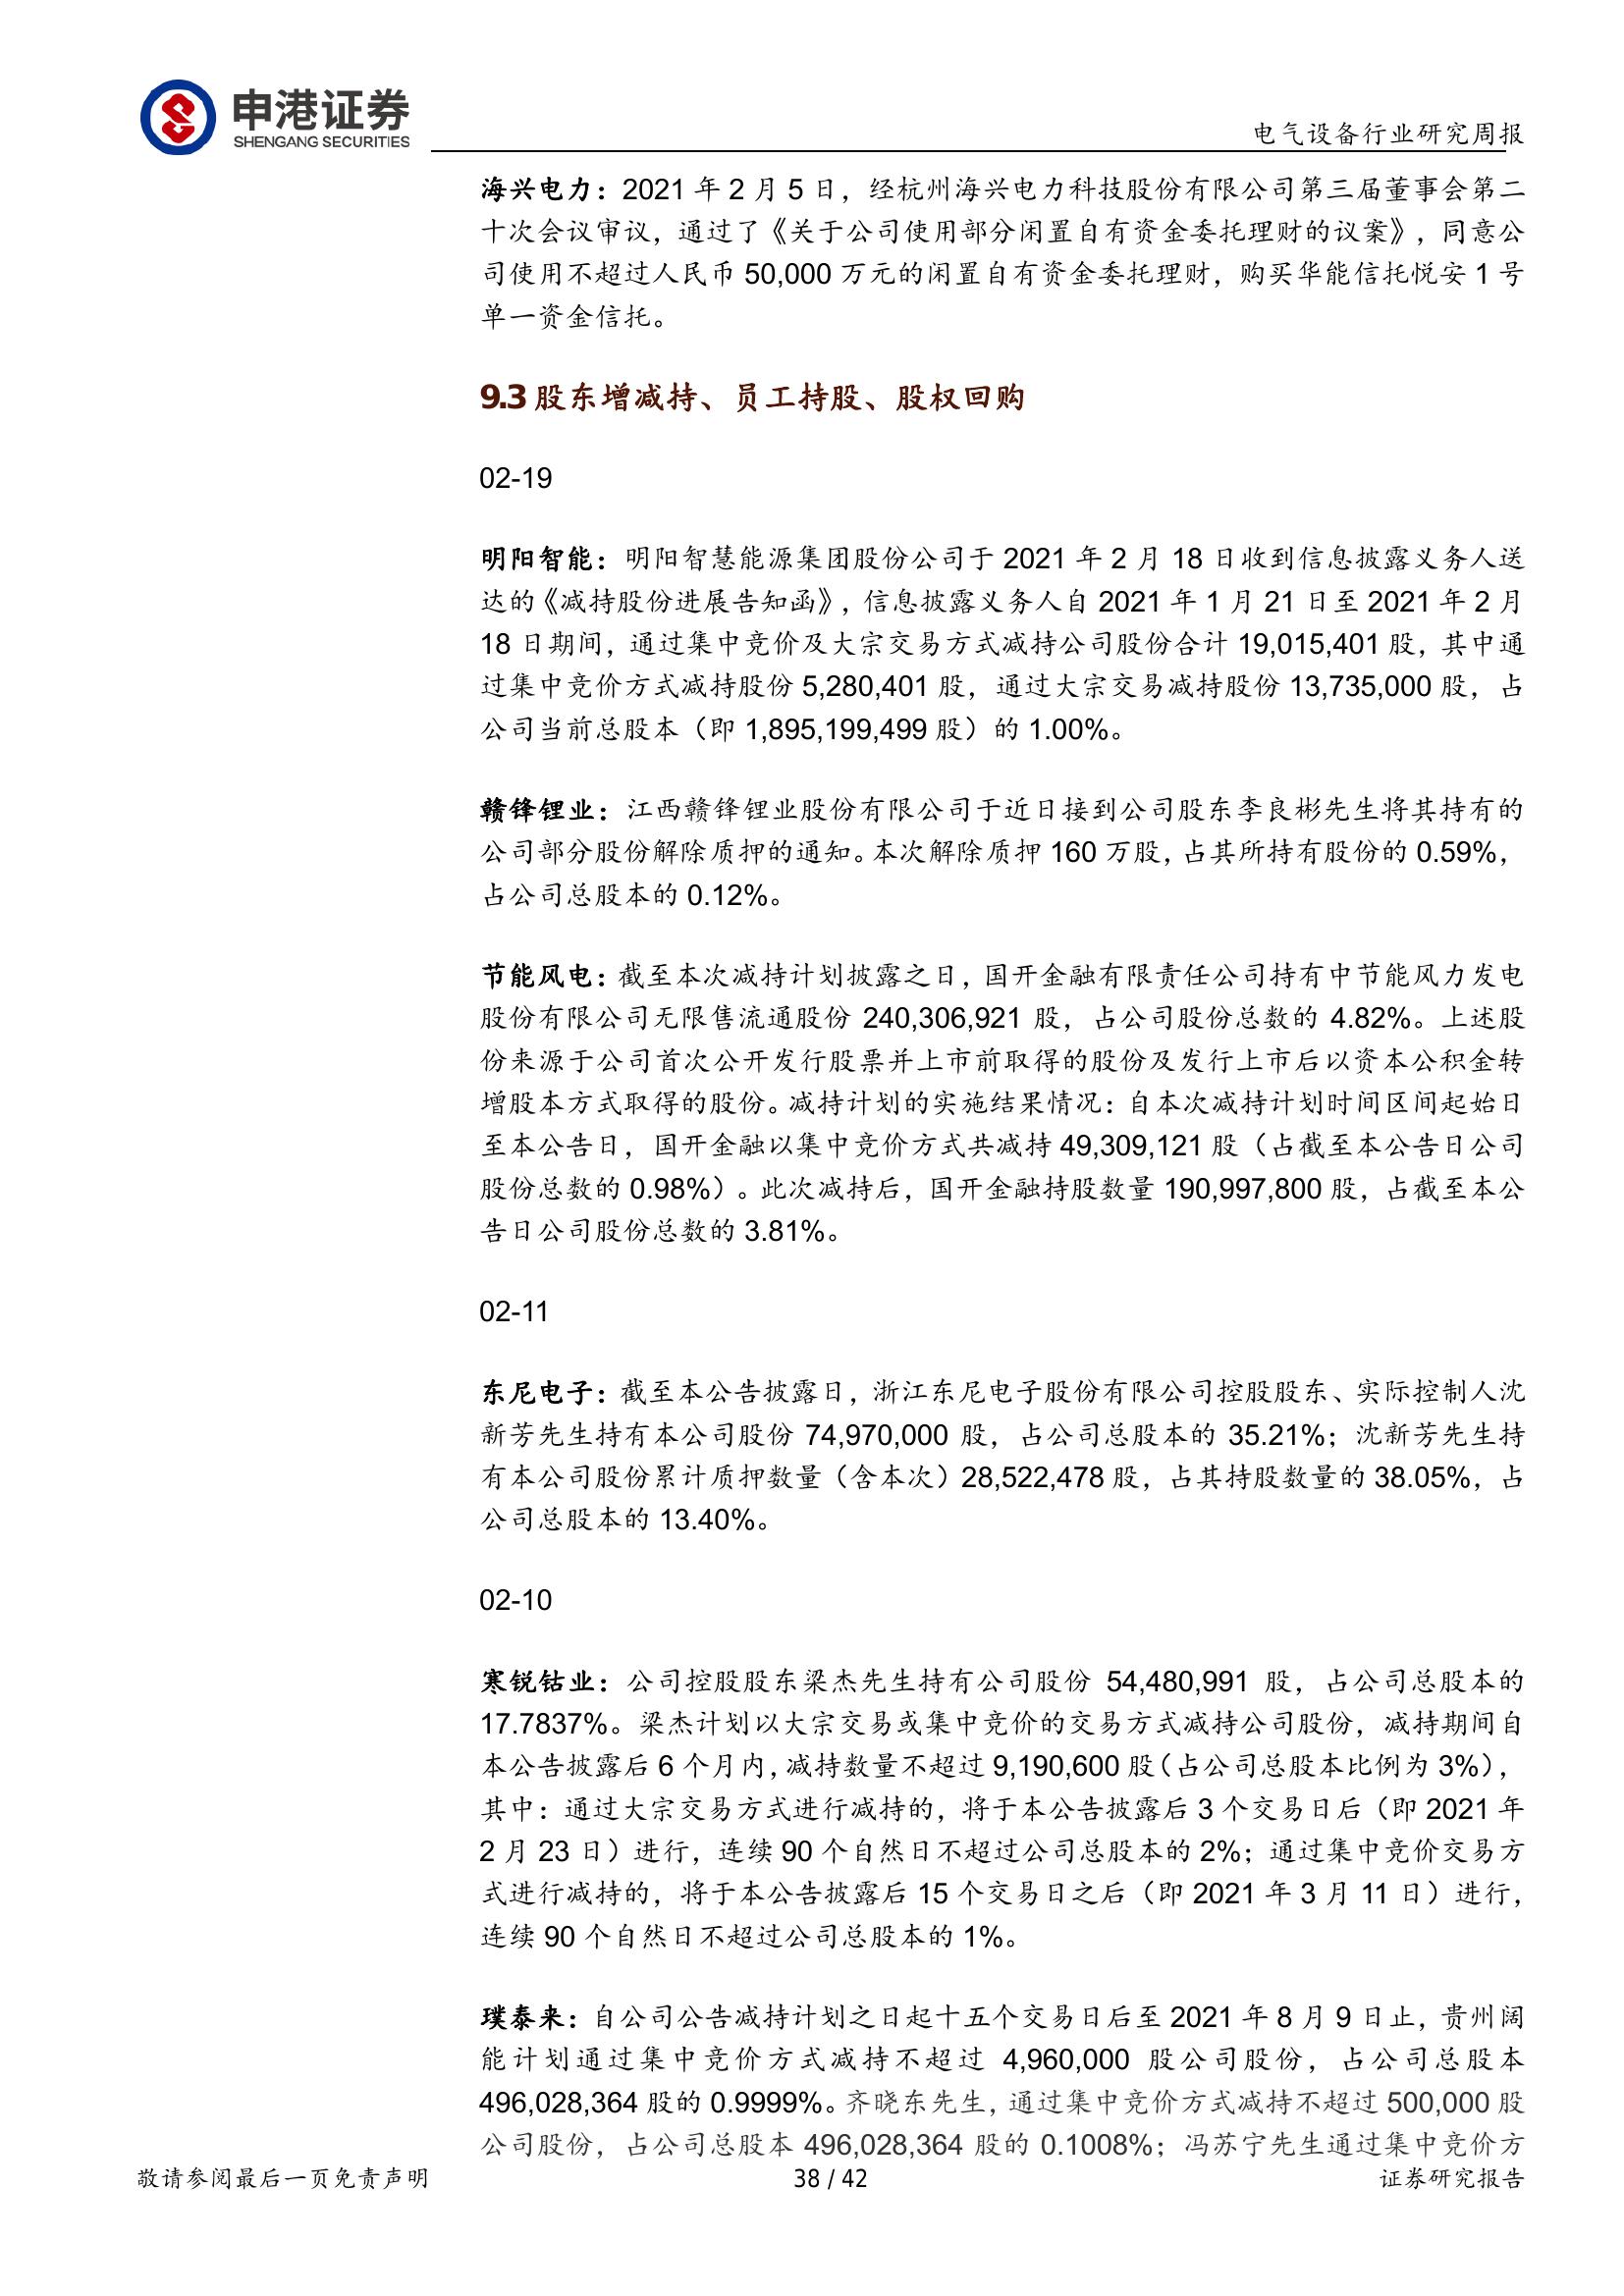 申港证券
SHENGANG SECURITIES
电气设备行业研究周报
海兴电力：2021 年 2 月 5 日，经杭州海兴电力科技股份有限公司第三届董事会第二
十次会议审议，通过了《关于公司使用部分闲置自有资金委托理财的议案》，同意公
司使用不超过人民币 50,000 万元的闲置自有资金委托理财，购买华能信托悦安 1 号
单一资金信托。
9.3 股东增减持、员工持股、股权回购
02-19
明阳智能：明阳智慧能源集团股份公司于 2021 年 2 月 18 日收到信息披露义务人送
达的《减持股份进展告知函》，信息披露义务人自 2021 年 1 月 21 日至 2021 年 2 月
18 日期间，通过集中竞价及大宗交易方式减持公司股份合计 19,015,401 股，其中通
过集中竞价方式减持股份 5,280,401 股，通过大宗交易减持股份 13,735,000 股，占
公司当前总股本（即 1,895,199,499 股）的 1.00%。
赣锋锂业：江西赣锋锂业股份有限公司于近日接到公司股东李良彬先生将其持有的
公司部分股份解除质押的通知。本次解除质押 160 万股，占其所持有股份的 0.59%，
占公司总股本的 0.12%。
节能风电：截至本次减持计划披露之日，国开金融有限责任公司持有中节能风力发电
股份有限公司无限售流通股份 240,306,921 股，占公司股份总数的 4.82%。上述股
份来源于公司首次公开发行股票并上市前取得的股份及发行上市后以资本公积金转
增股本方式取得的股份。减持计划的实施结果情况：自本次减持计划时间区间起始日
至本公告日，国开金融以集中竞价方式共减持 49,309,121 股（占截至本公告日公司
股份总数的 0.98%）。此次减持后，国开金融持股数量 190,997,800 股，占截至本公
告日公司股份总数的 3.81%。
02-11
东尼电子：截至本公告披露日，浙江东尼电子股份有限公司控股股东、实际控制人沈
新芳先生持有本公司股份 74,970,000 股，占公司总股本的 35.21%；沈新芳先生持
有本公司股份累计质押数量（含本次）28,522,478 股，占其持股数量的 38.05%，占
公司总股本的 13.40%。
02-10
寒锐钴业：公司控股股东梁杰先生持有公司股份 54,480,991 股，占公司总股本的
17.7837%。梁杰计划以大宗交易或集中竞价的交易方式减持公司股份，减持期间自
本公告披露后 6 个月内，减持数量不超过 9,190,600 股（占公司总股本比例为 3%），
其中：通过大宗交易方式进行减持的，将于本公告披露后 3 个交易日后（即 2021 年
2 月 23 日）进行，连续 90 个自然日不超过公司总股本的 2%；通过集中竞价交易方
式进行减持的，将于本公告披露后 15 个交易日之后（即 2021 年 3 月 11 日）进行，
连续 90 个自然日不超过公司总股本的 1%。
璞泰来：自公司公告减持计划之日起十五个交易日后至 2021 年 8 月 9 日止，贵州阔
能计划通过集中竞价方式减持不超过 4,960,000 股公司股份，占公司总股本
496,028,364 股的 0.9999%。齐晓东先生，通过集中竞价方式减持不超过 500,000 股
公司股份，占公司总股本 496,028,364 股的 0.1008%；冯苏宁先生通过集中竞价方
敬请参阅最后一页免责声明
38 / 42
证券研究报告